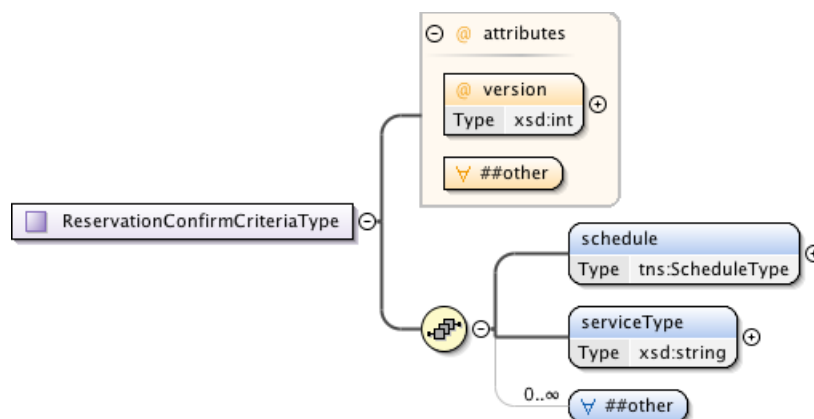 @ attributes
@ version
Type xsd:int
∀ ##other
ReservationConfirmCriteriaType
schedule
Type tns:ScheduleType
serviceType
Type xsd:string
0..∞
∀ ##other